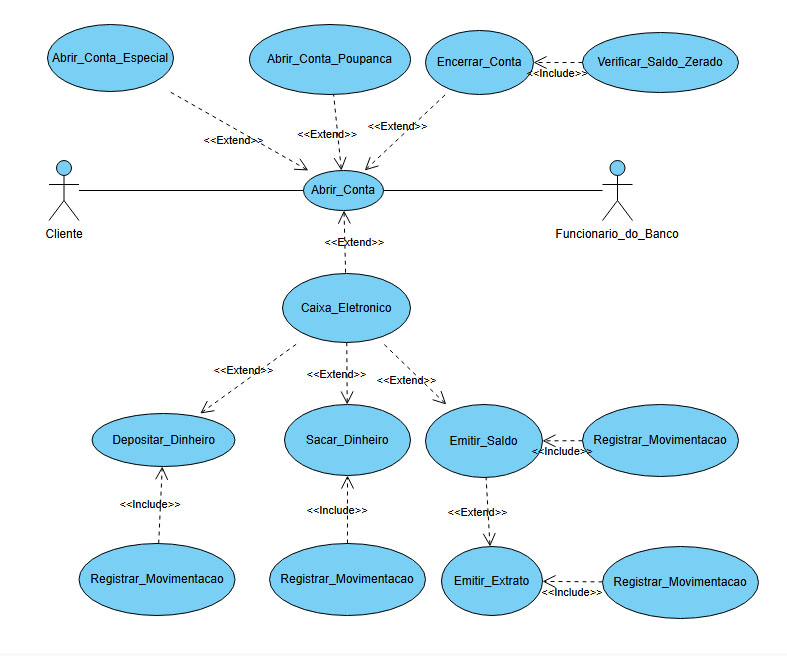 Abrir_Conta_Especial
Abrir_Conta_Poupanca
Encerrar_Conta
Verificar_Saldo_Zerado
<<Include>>
<<Extend>>
<<Extend>>
<<Extend>>
Abrir_Conta
Cliente
Funcionario_do_Banco
<<Extend>>
Caixa_Eletronico
<<Extend>>
<<Extend>>
<<Extend>>
Depositar_Dinheiro
Sacar_Dinheiro
Emitir_Saldo
Registrar_Movimentacao
<<Include>>
<<Include>>
<<Include>>
<<Extend>>
Registrar_Movimentacao
Registrar_Movimentacao
Emitir_Extrato
Registrar_Movimentacao
<<Include>>